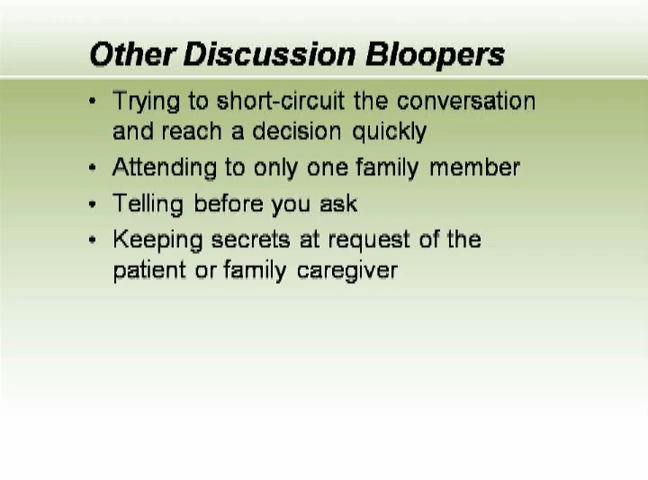 Other Discussion Bloopers
• Trying to short-circuit the conversation
and reach a decision quickly
• Attending to only one family member
• Telling before you ask
• Keeping secrets at request of the
patient or family caregiver